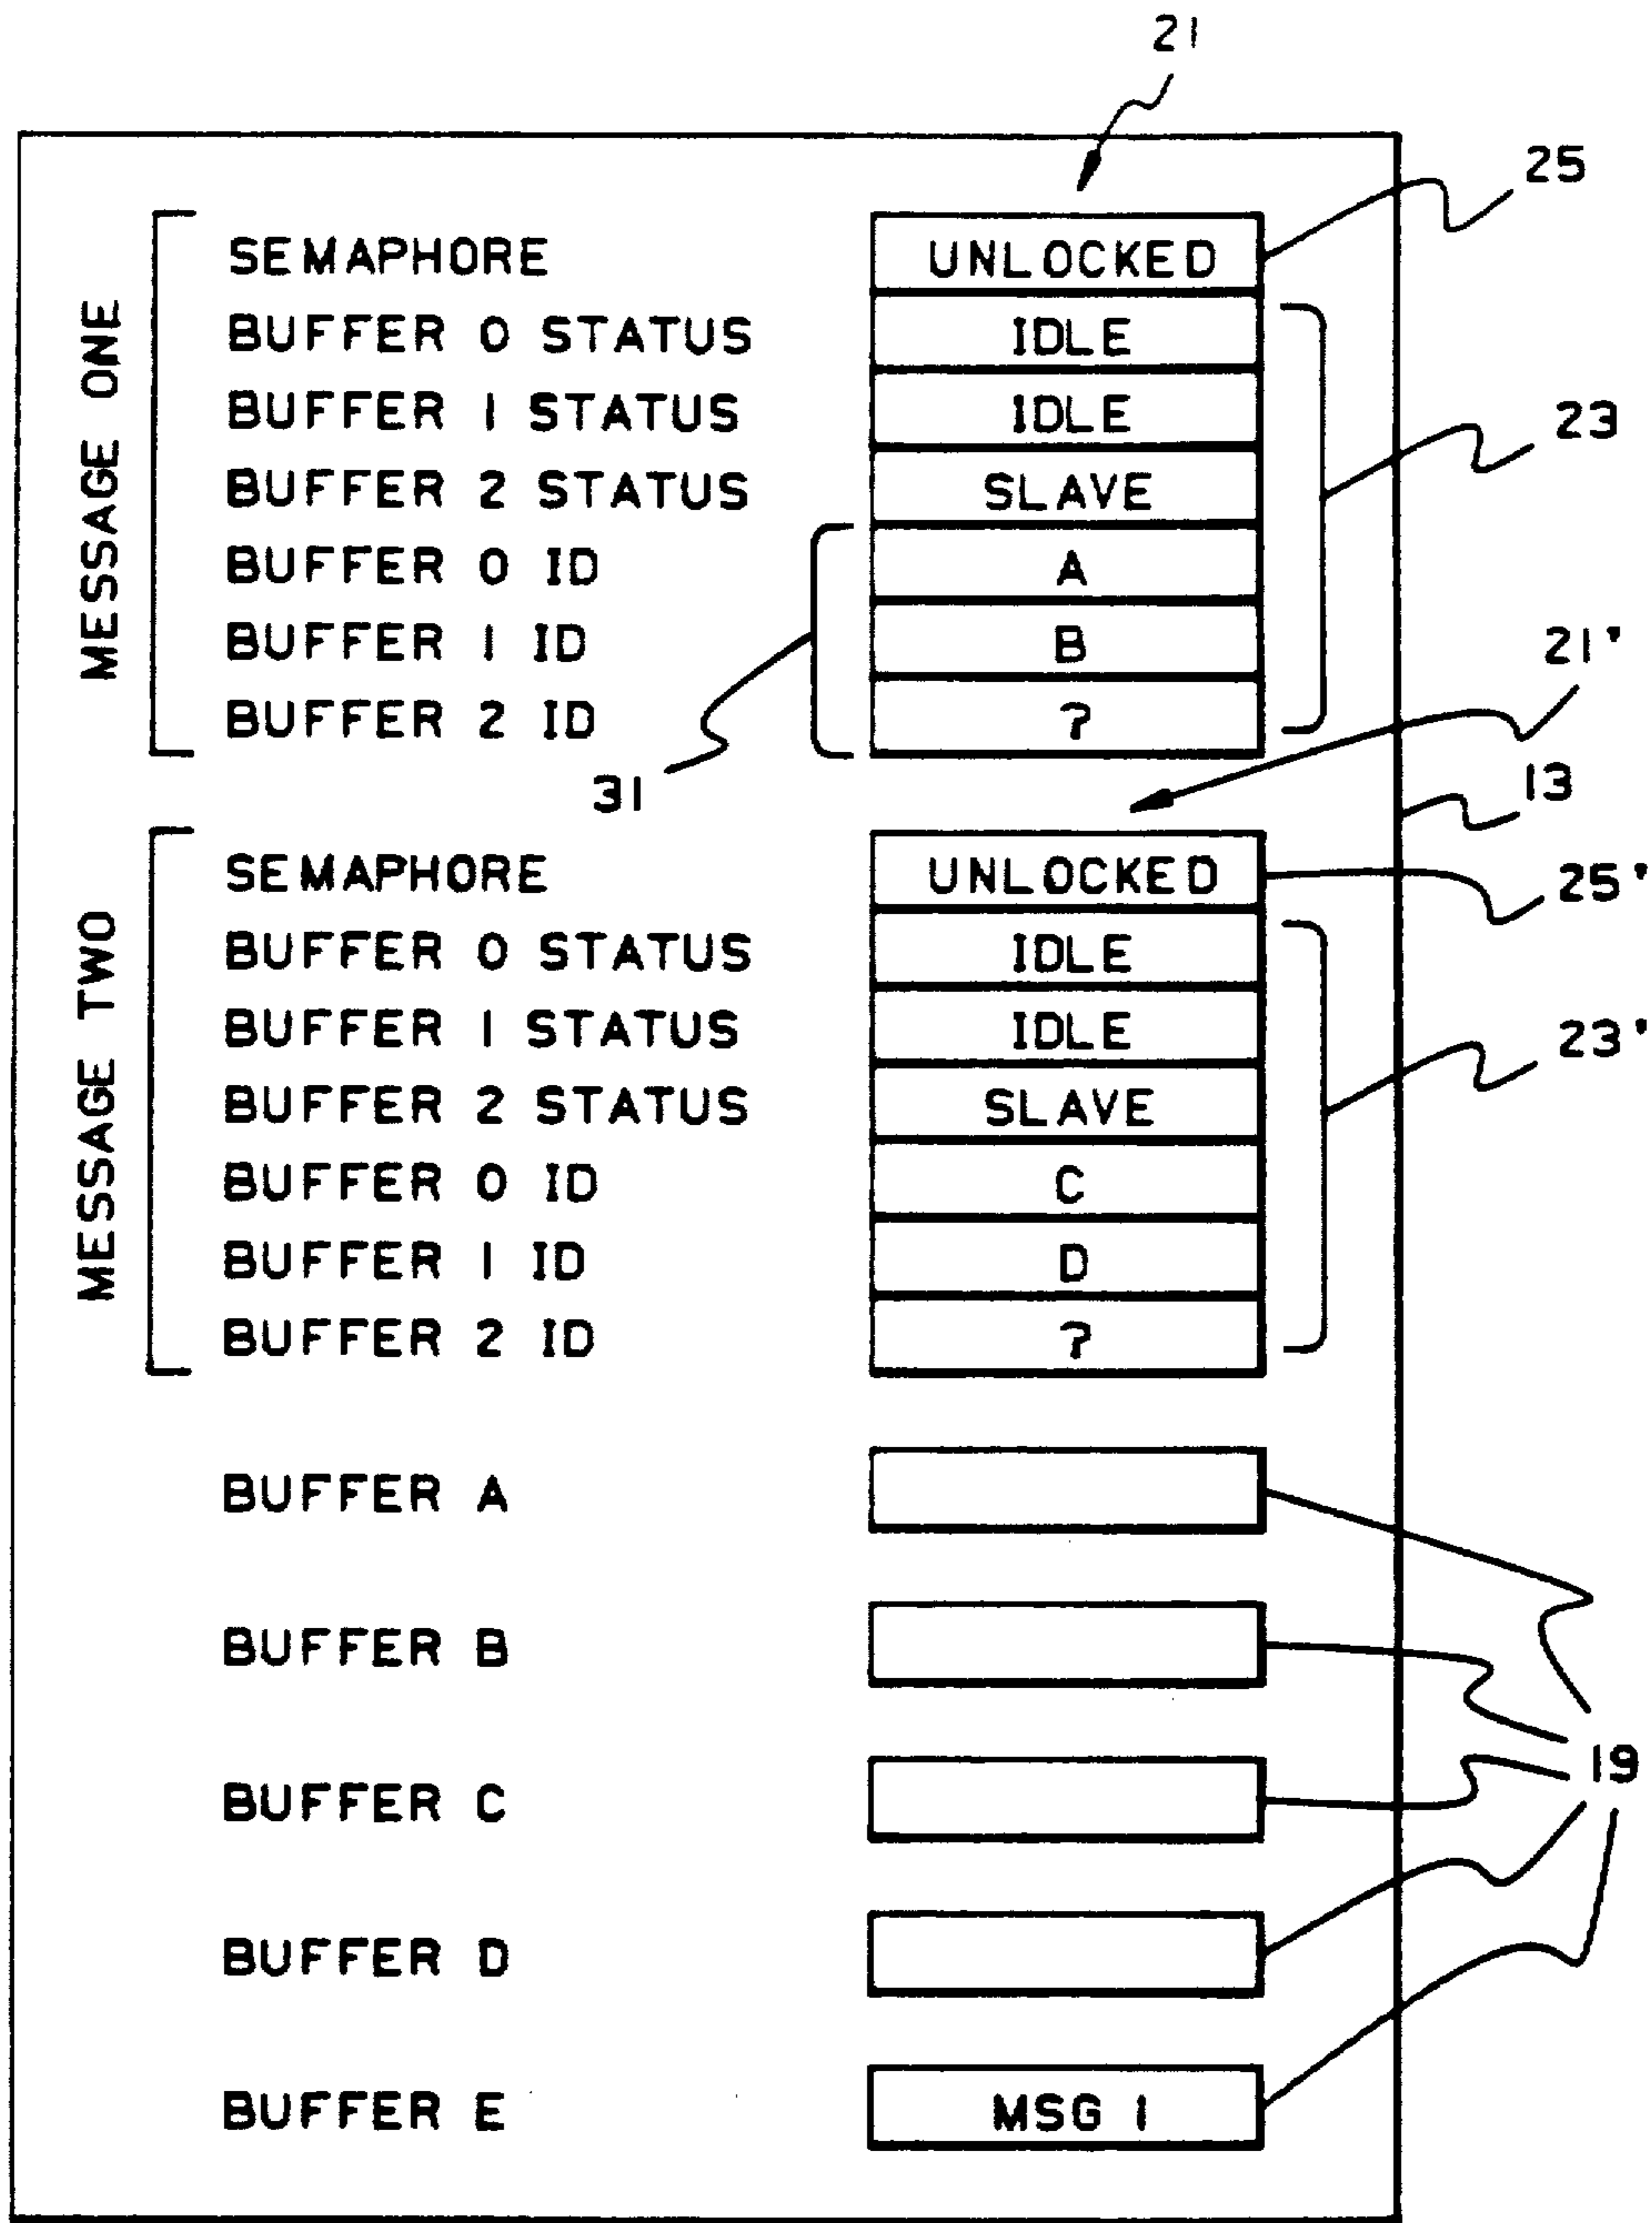 21
25
MESSAGE ONE
SEMAPHORE UNLOCKED
BUFFER 0 STATUS IDLE
BUFFER 1 STATUS IDLE
23
BUFFER 2 STATUS SLAVE
BUFFER 0 ID A
BUFFER 1 ID B
21'
BUFFER 2 ID ?
31
13
MESSAGE TWO
SEMAPHORE UNLOCKED
25'
BUFFER 0 STATUS IDLE
BUFFER 1 STATUS IDLE
23'
BUFFER 2 STATUS SLAVE
BUFFER 0 ID C
BUFFER 1 ID D
BUFFER 2 ID ?
BUFFER A
BUFFER B
19
BUFFER C
BUFFER D
BUFFER E MSG 1